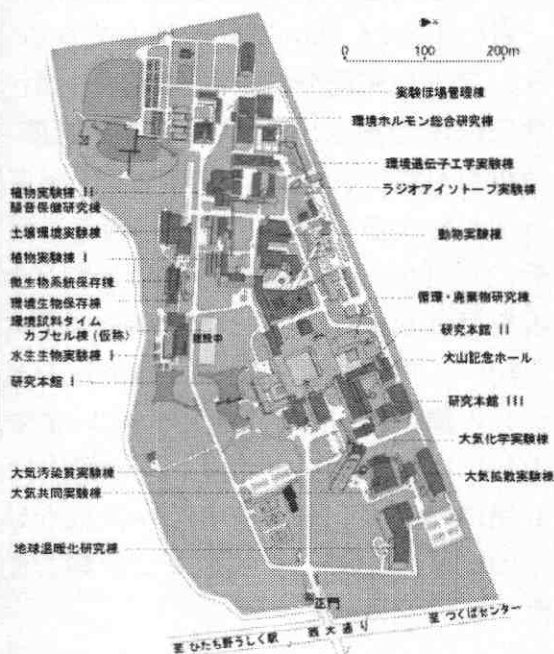 0 100 200m
実験ほ場管理棟
環境ホルモン総合研究棟
環境遺伝子工学実験棟
ラジオアイソトープ実験棟
動物実験棟
循環・廃棄物研究棟
研究本館 II
大山記念ホール
研究本館 III
大気化学実験棟
大気拡散実験棟
植物実験棟 II
騒音保健研究棟
土壌環境実験棟
植物実験棟 I
微生物系統保存棟
環境生物保存棟
環境試料タイム
カプセル棟(仮称)
水生生物実験棟 I
研究本館 I
建設中
大気汚染質実験棟
大気共同実験棟
地球温暖化研究棟
正門
至 ひたち野うしく駅
西大通り
至 つくばセンター